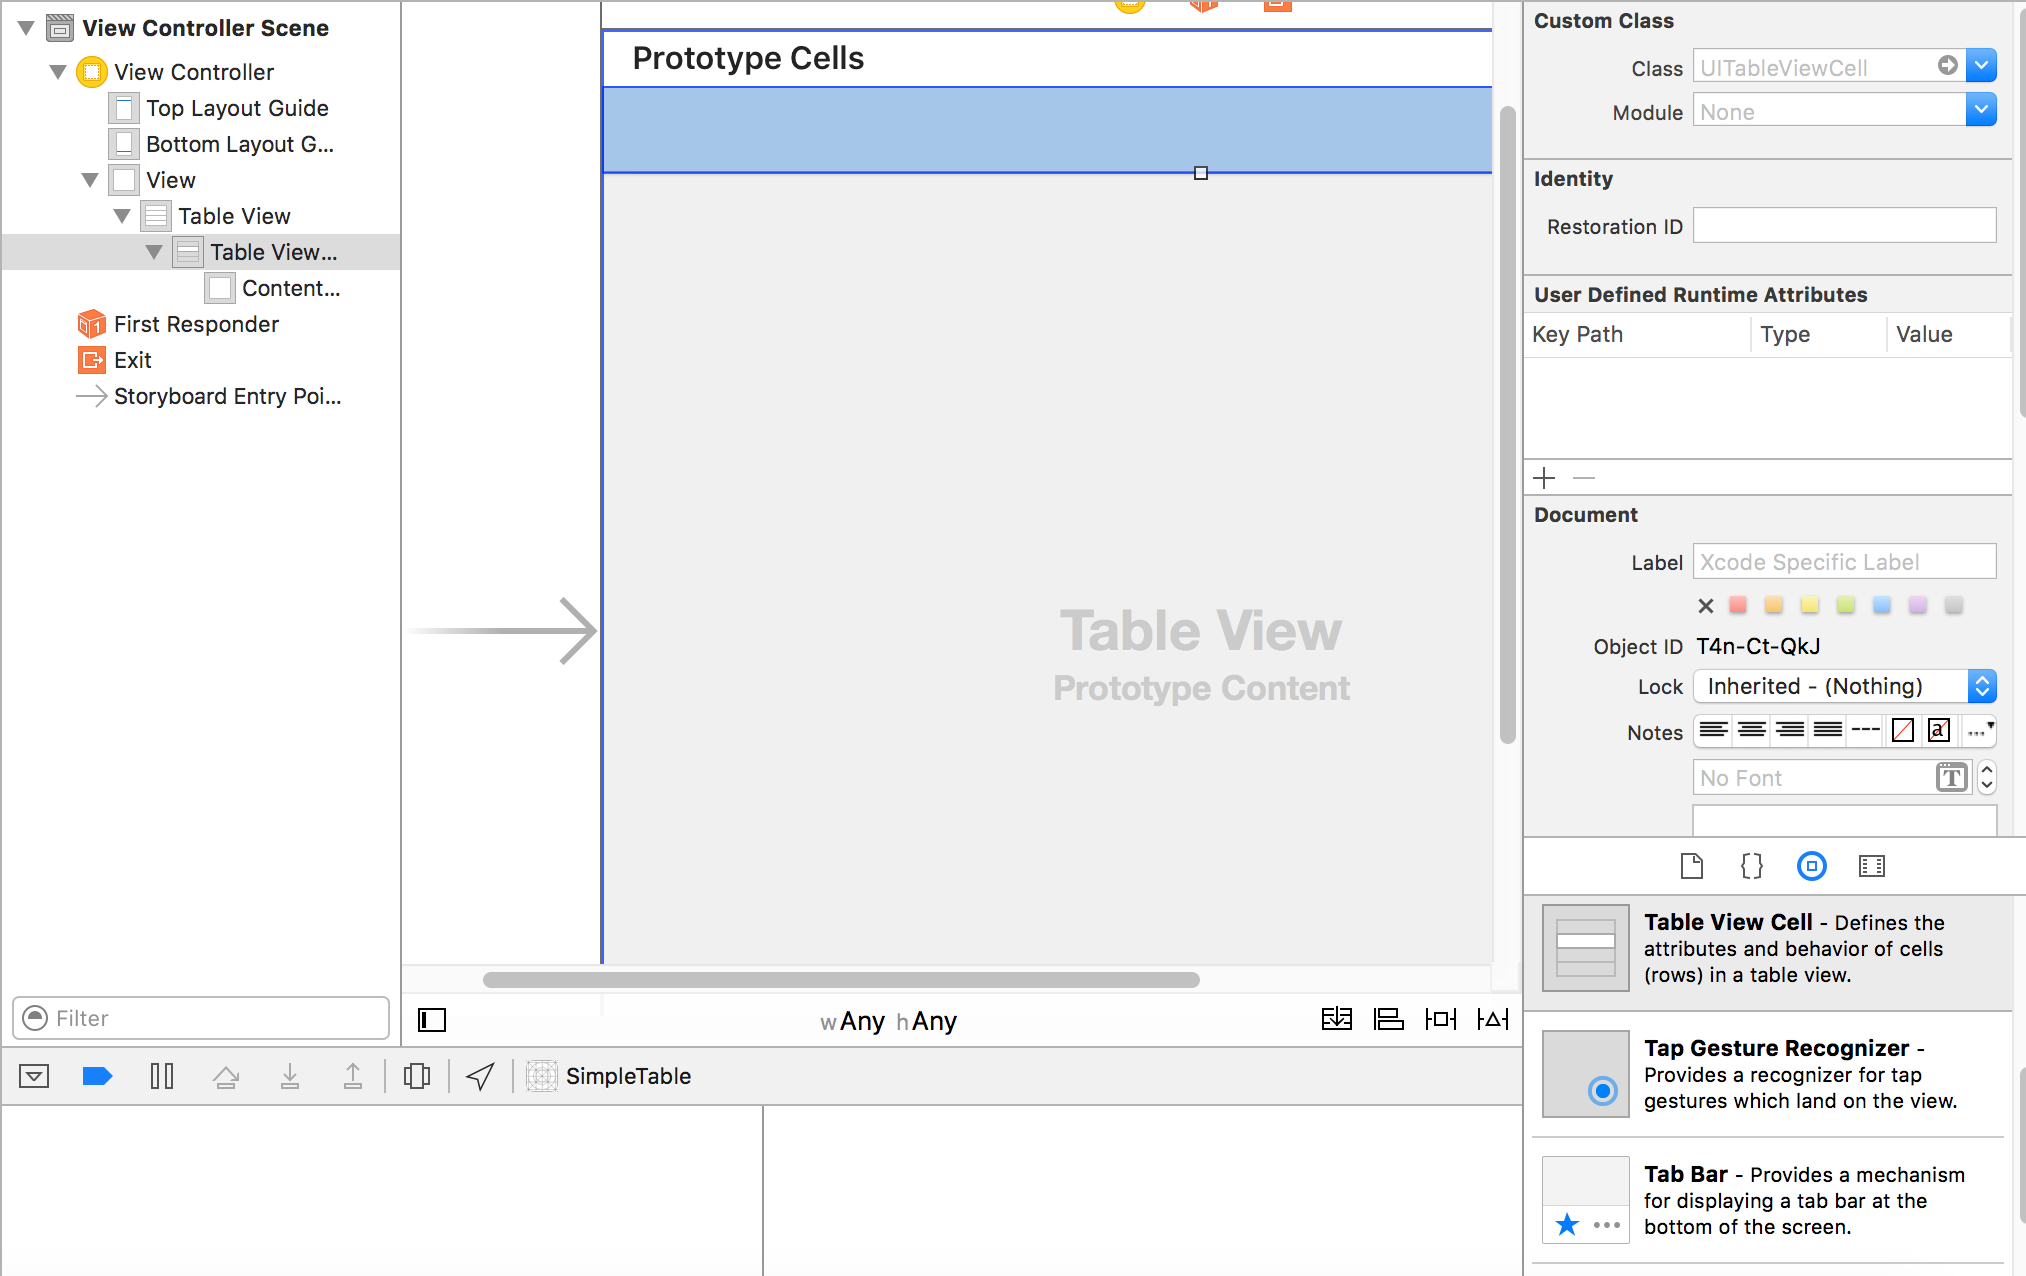 View Controller Scene
View Controller
Top Layout Guide
Bottom Layout G...
View
Table View
Table View...
Content...
First Responder
Exit
Storyboard Entry Poi...
Filter
Prototype Cells
Table View
Prototype Content
wAny hAny
SimpleTable
Custom Class
Class UITableViewCell
Module None
Identity
Restoration ID
User Defined Runtime Attributes
Key Path Type Value
Document
Label Xcode Specific Label
Object ID T4n-Ct-QkJ
Lock Inherited - (Nothing)
Notes
No Font
Table View Cell - Defines the
attributes and behavior of cells
(rows) in a table view.
Tap Gesture Recognizer -
Provides a recognizer for tap
gestures which land on the view.
Tab Bar - Provides a mechanism
for displaying a tab bar at the
bottom of the screen.